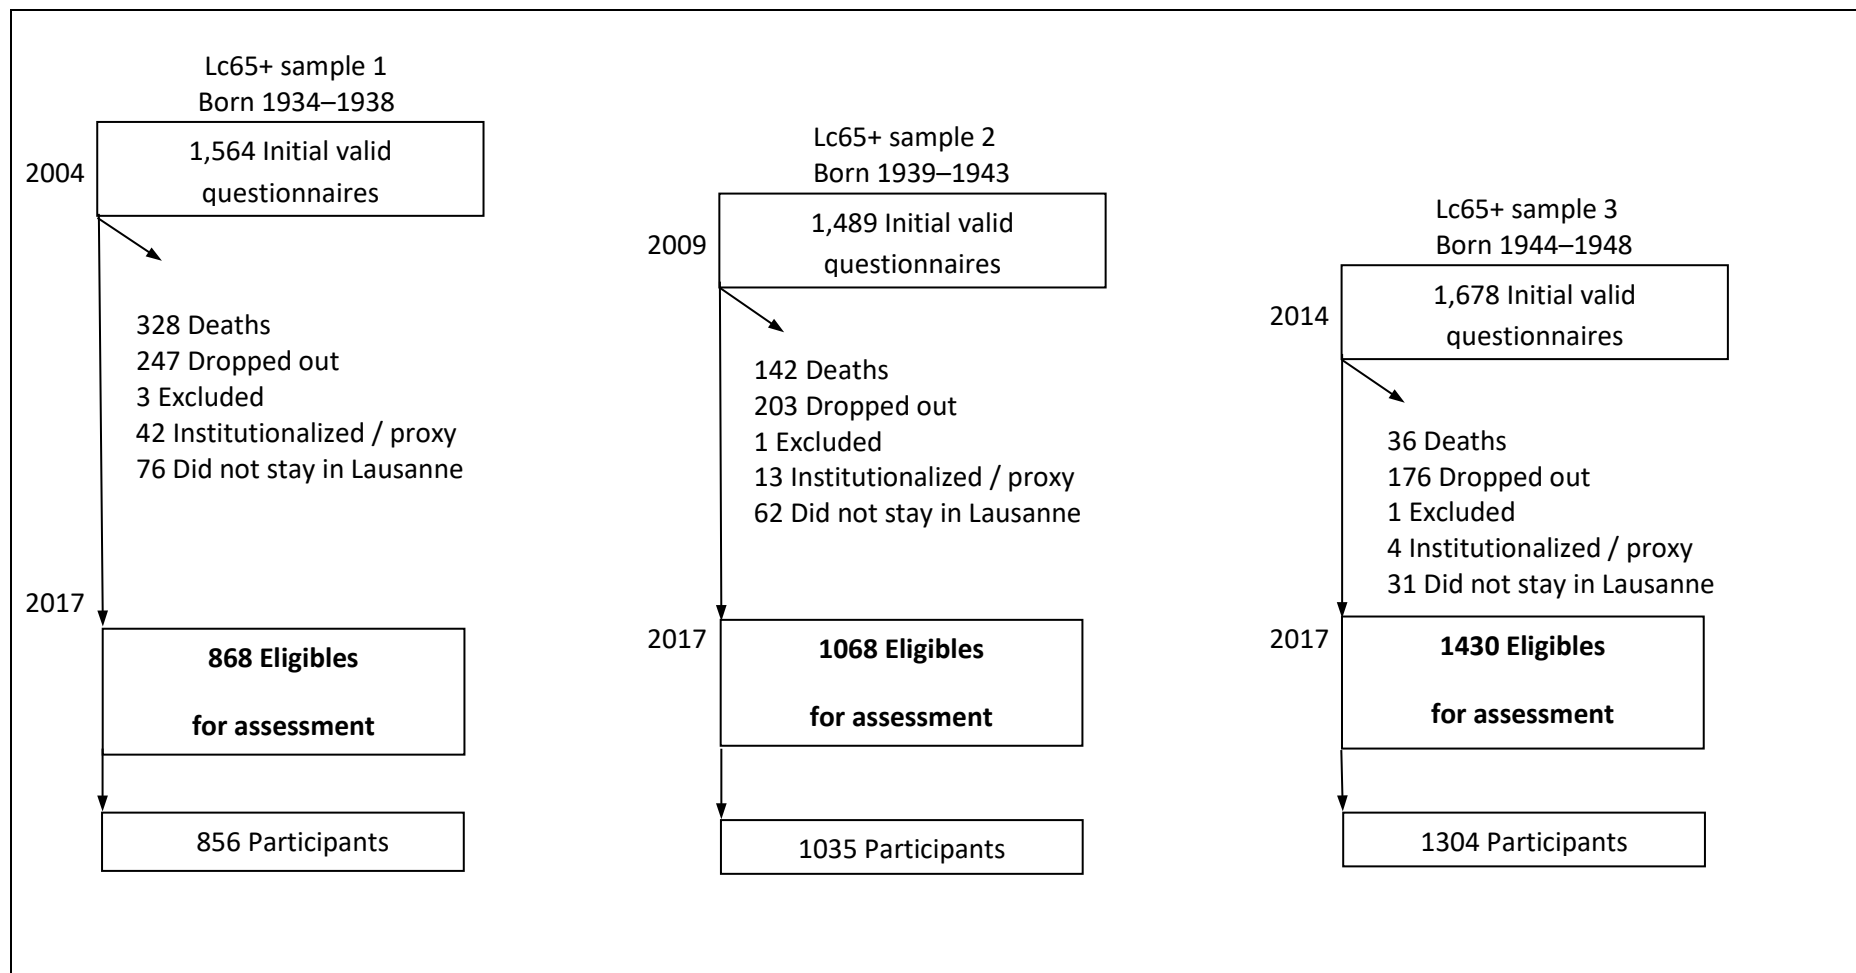 Lc65+ sample 1
Born 1934–1938
2004
1,564 Initial valid
questionnaires
328 Deaths
247 Dropped out
3 Excluded
42 Institutionalized / proxy
76 Did not stay in Lausanne
2017
868 Eligibles
for assessment
856 Participants
Lc65+ sample 2
Born 1939–1943
2009
1,489 Initial valid
questionnaires
142 Deaths
203 Dropped out
1 Excluded
13 Institutionalized / proxy
62 Did not stay in Lausanne
2017
1068 Eligibles
for assessment
1035 Participants
Lc65+ sample 3
Born 1944–1948
2014
1,678 Initial valid
questionnaires
36 Deaths
176 Dropped out
1 Excluded
4 Institutionalized / proxy
31 Did not stay in Lausanne
2017
1430 Eligibles
for assessment
1304 Participants